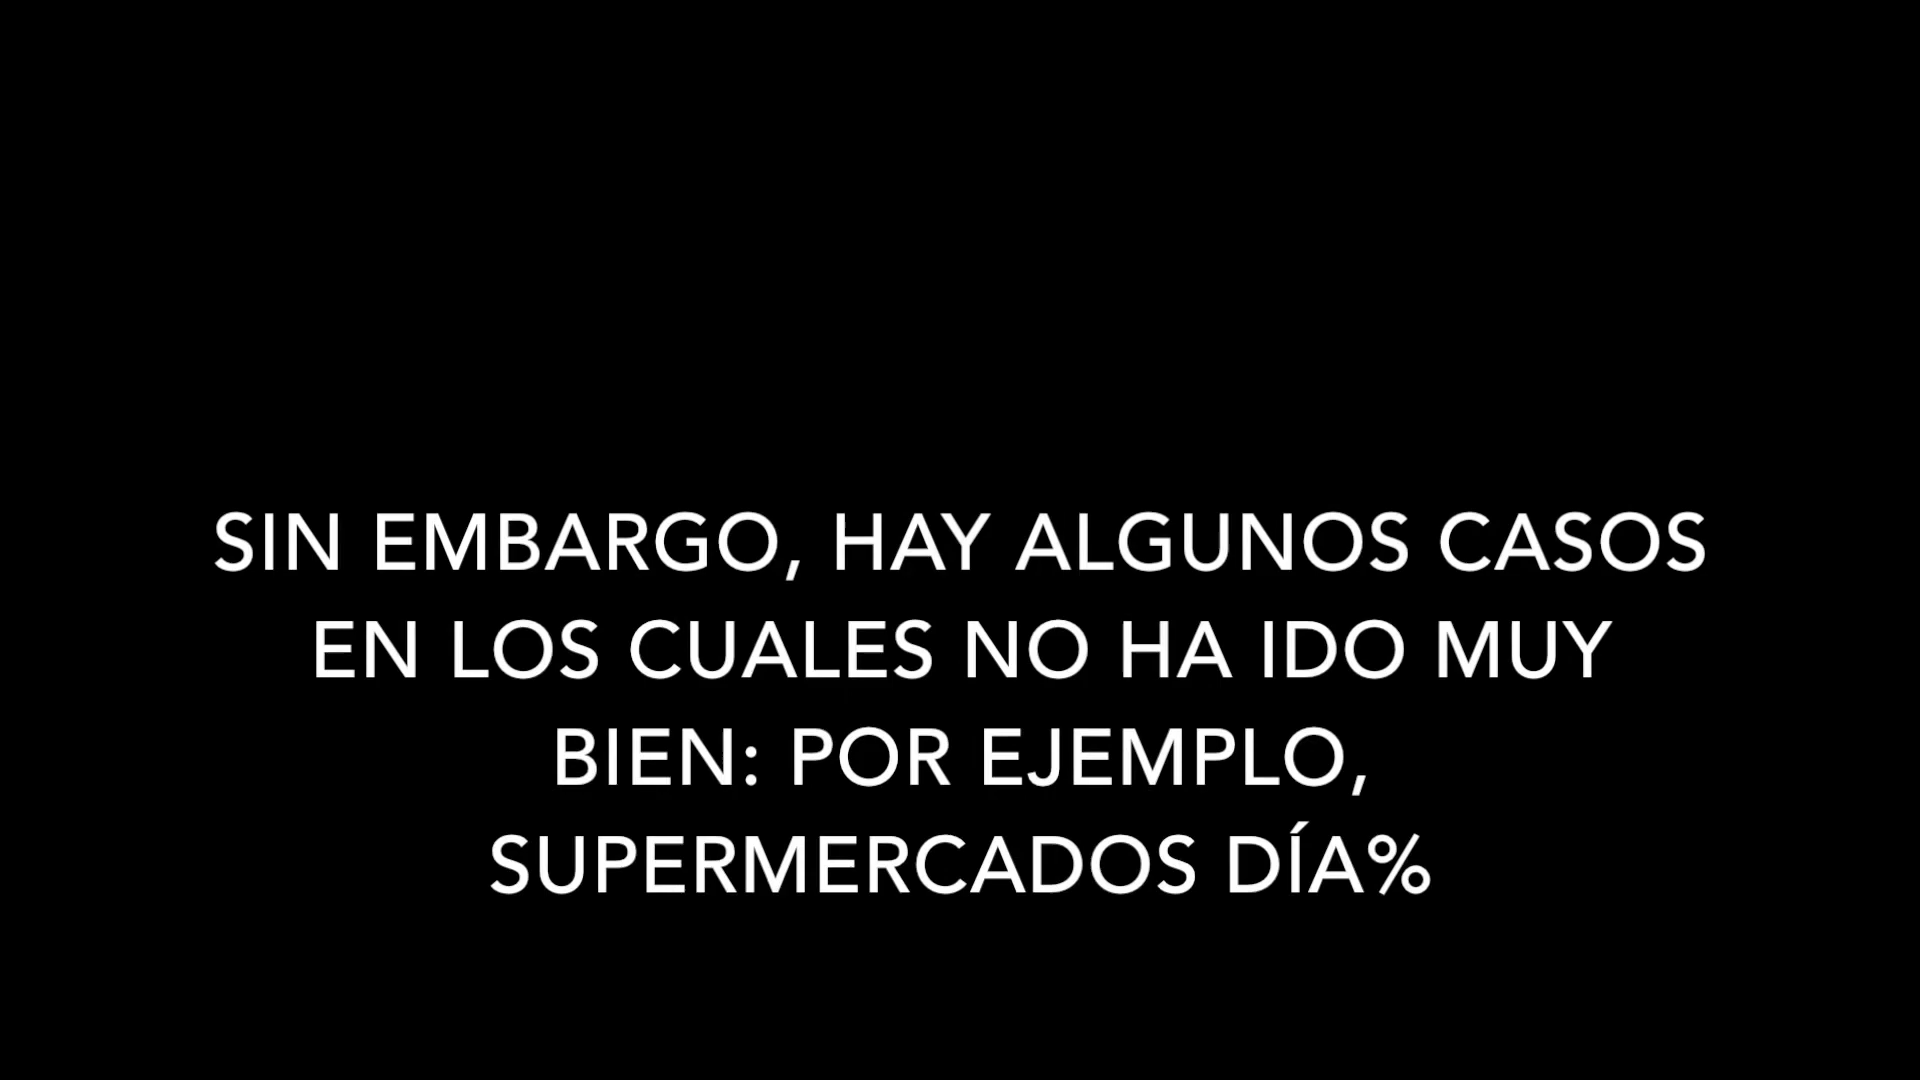 SIN EMBARGO, HAY ALGUNOS CASOS
EN LOS CUALES NO HA IDO MUY
BIEN: POR EJEMPLO,
SUPERMERCADOS DÍA%